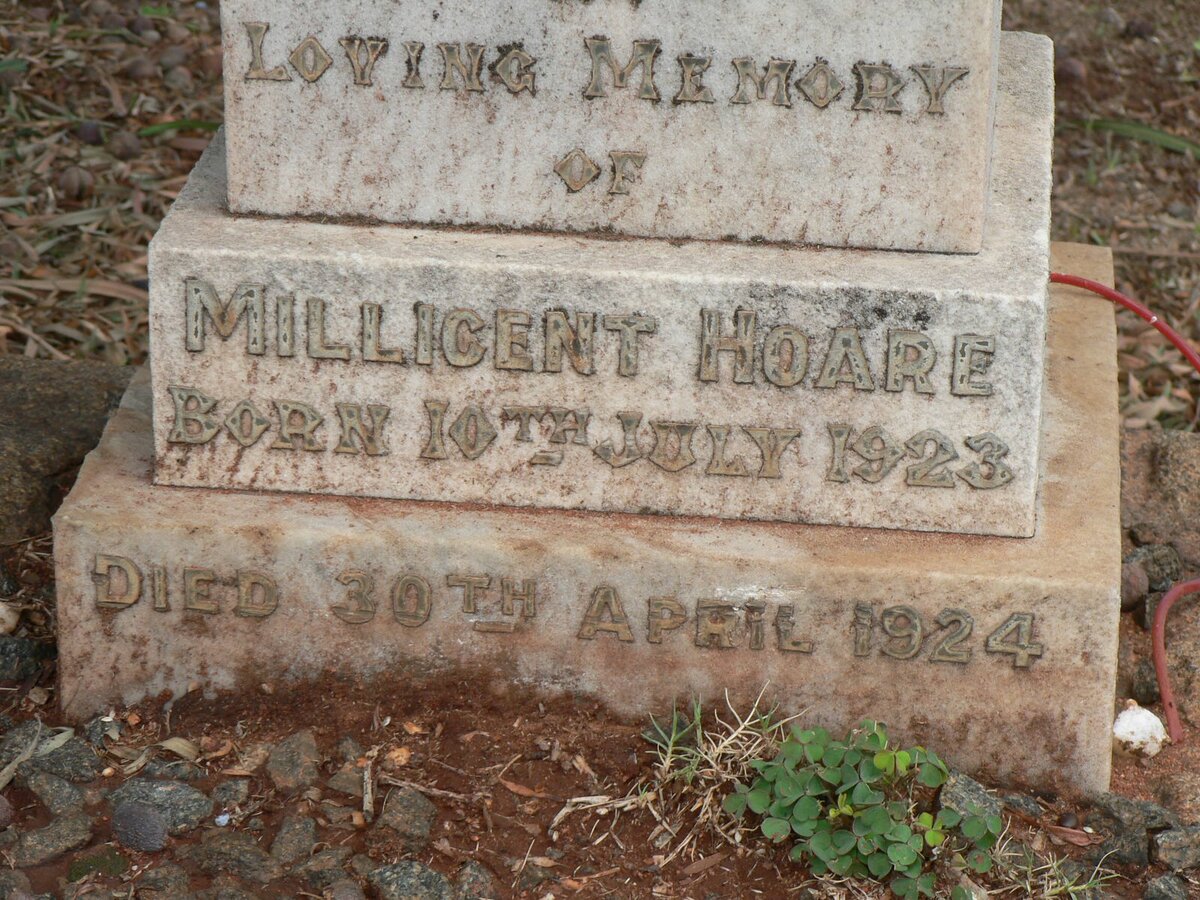 LOVING MEMORY
OF
MILLICENT HOARE
BORN 10TH JULY 1923
DIED 30TH APRIL 1924